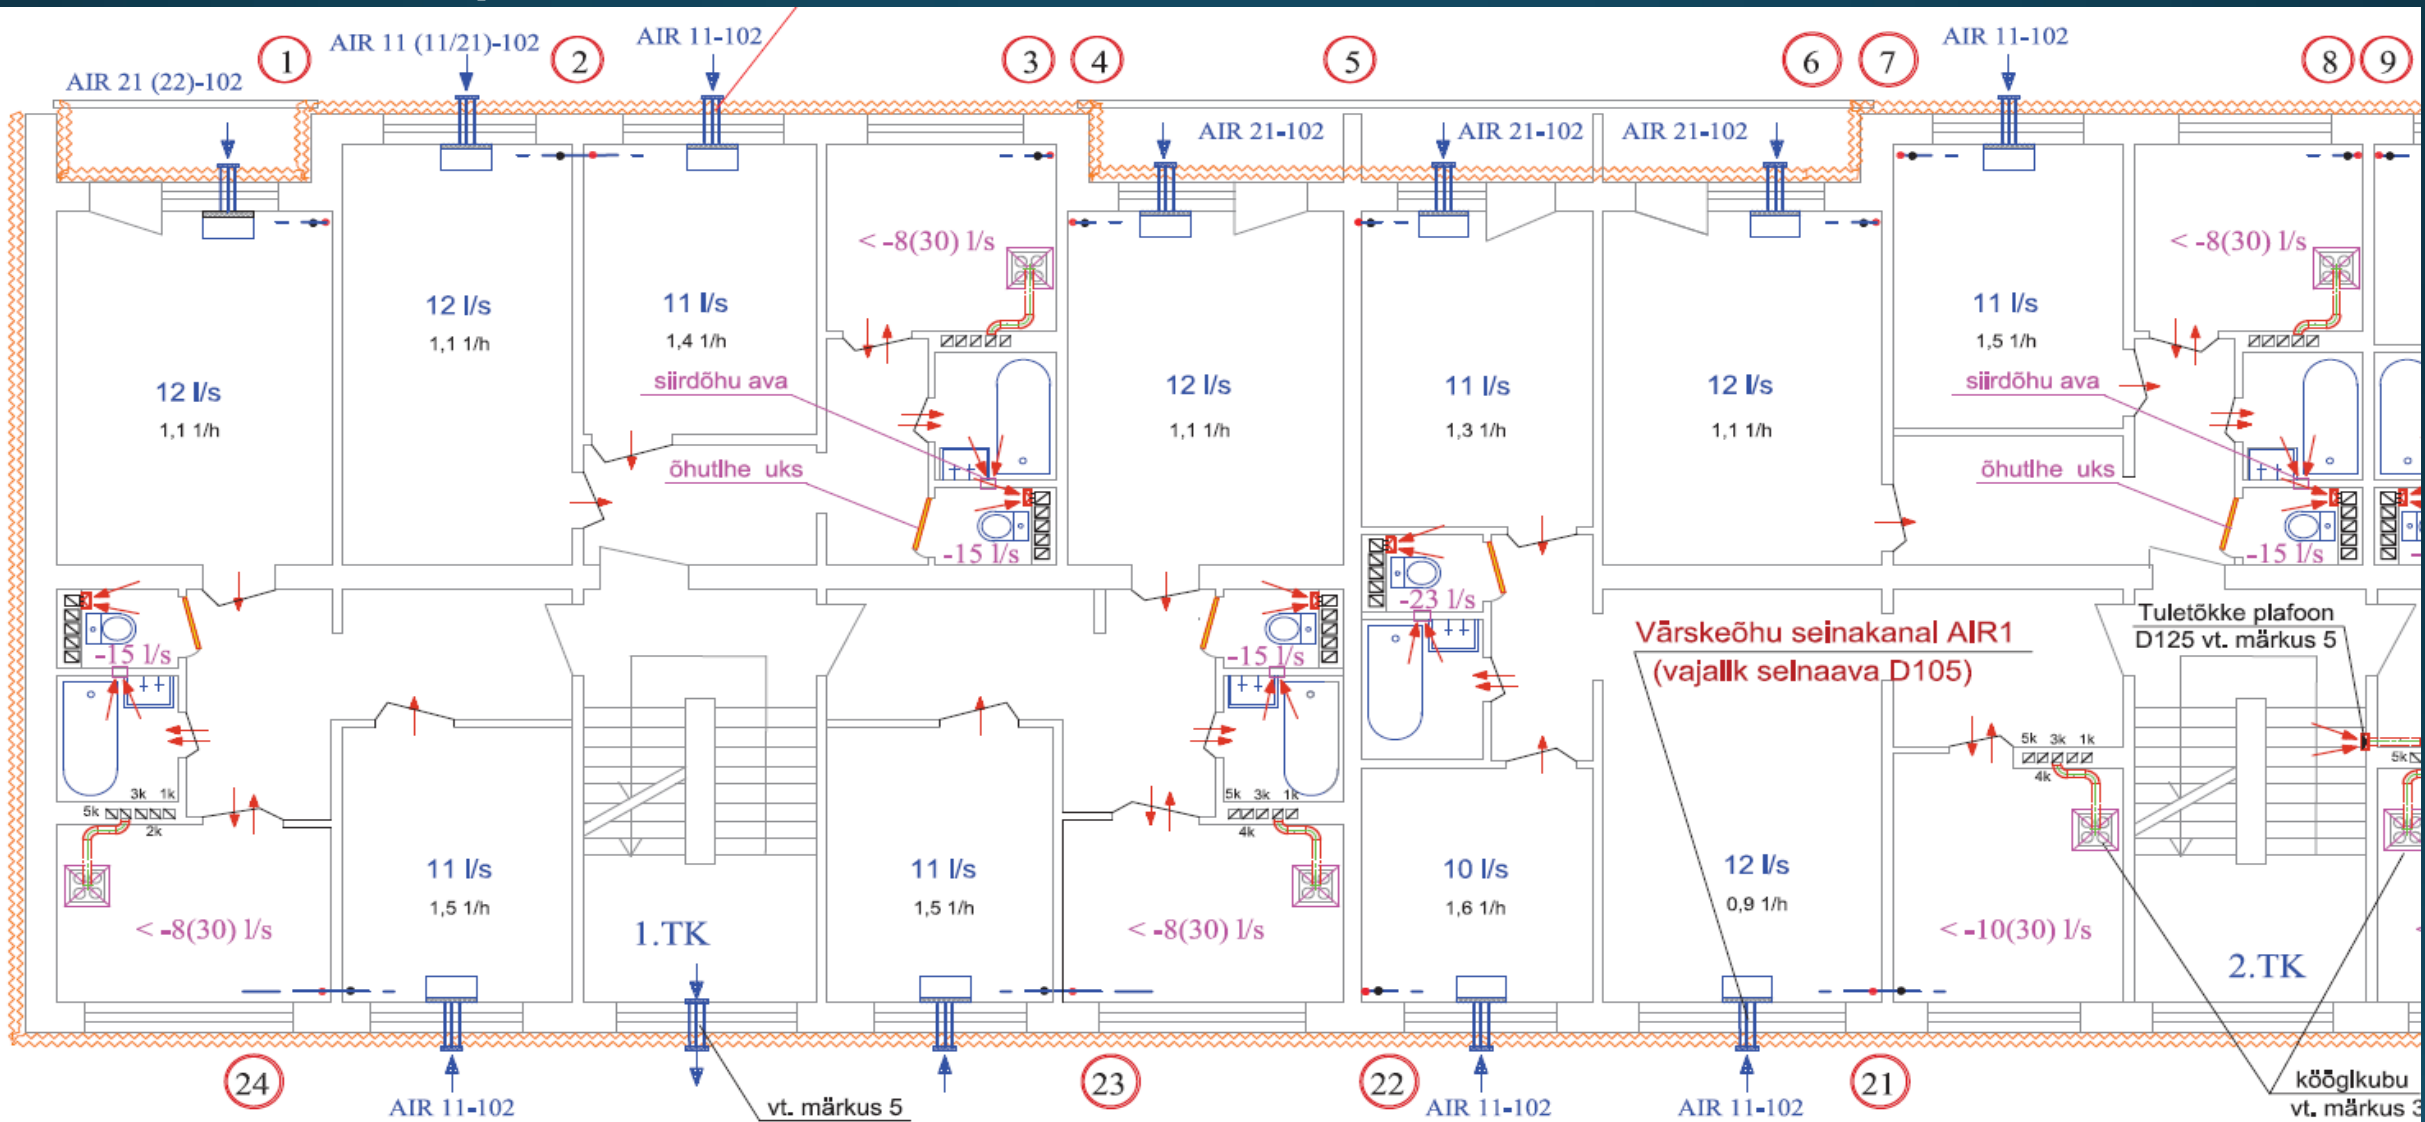 1
AIR 11 (11/21)-102
2
AIR 11-102
3
4
5
6
7
AIR 11-102
8
9
AIR 21 (22)-102
AIR 21-102
AIR 21-102
AIR 21-102
< -8(30) l/s
< -8(30) l/s
12 l/s
1,1 1/h
11 l/s
1,4 1/h
11 l/s
1,5 1/h
12 l/s
1,1 1/h
siirdõhu ava
12 l/s
1,1 1/h
11 l/s
1,3 1/h
12 l/s
1,1 1/h
siirdõhu ava
õhutlhe uks
õhutlhe uks
-15 l/s
-15 l/s
-23 l/s
-15 l/s
-15 l/s
Värskeõhu seinakanal AIR1
(vajallk selnaava D105)
Tuletõkke plafoon
D125 vt. märkus 5
5k 3k 1k
4k
5k
3k 1k
5k
2k
5k 3k 1k
4k
11 l/s
1,5 1/h
11 l/s
1,5 1/h
10 l/s
1,6 1/h
12 l/s
0,9 1/h
< -8(30) l/s
1.TK
< -8(30) l/s
< -10(30) l/s
2.TK
24
23
22
21
AIR 11-102
vt. märkus 5
AIR 11-102
AIR 11-102
köögikubu
vt. märkus 3